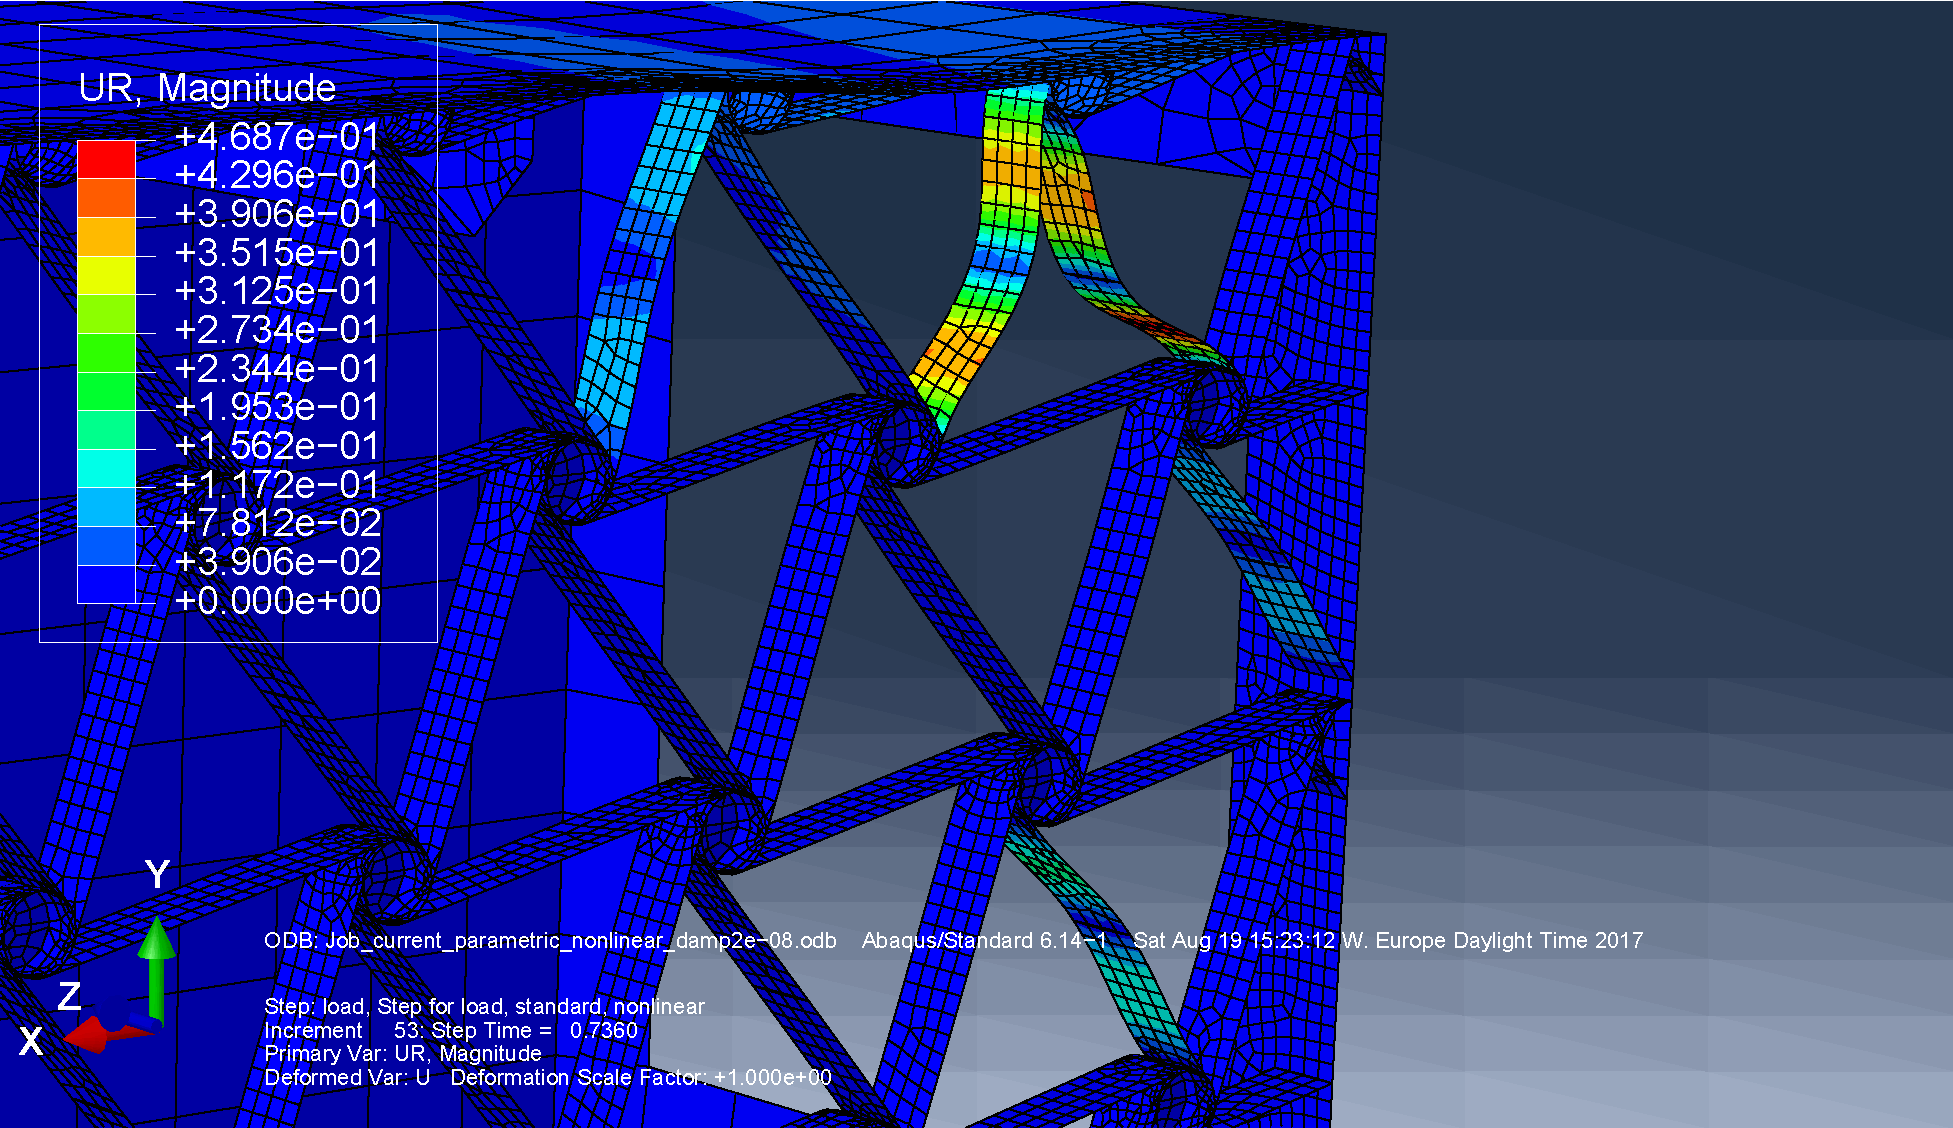 UR, Magnitude
+4.687e−01
+4.296e−01
+3.906e−01
+3.515e−01
+3.125e−01
+2.734e−01
+2.344e−01
+1.953e−01
+1.562e−01
+1.172e−01
+7.812e−02
+3.906e−02
+0.000e+00
Y
Z
X
ODB: Job_current_parametric_nonlinear_damp2e−08.odb Abaqus/Standard 6.14−1 Sat Aug 19 15:23:12 W. Europe Daylight Time 2017
Step: load, Step for load, standard, nonlinear
Increment 53: Step Time = 0.7360
Primary Var: UR, Magnitude
Deformed Var: U Deformation Scale Factor: +1.000e+00